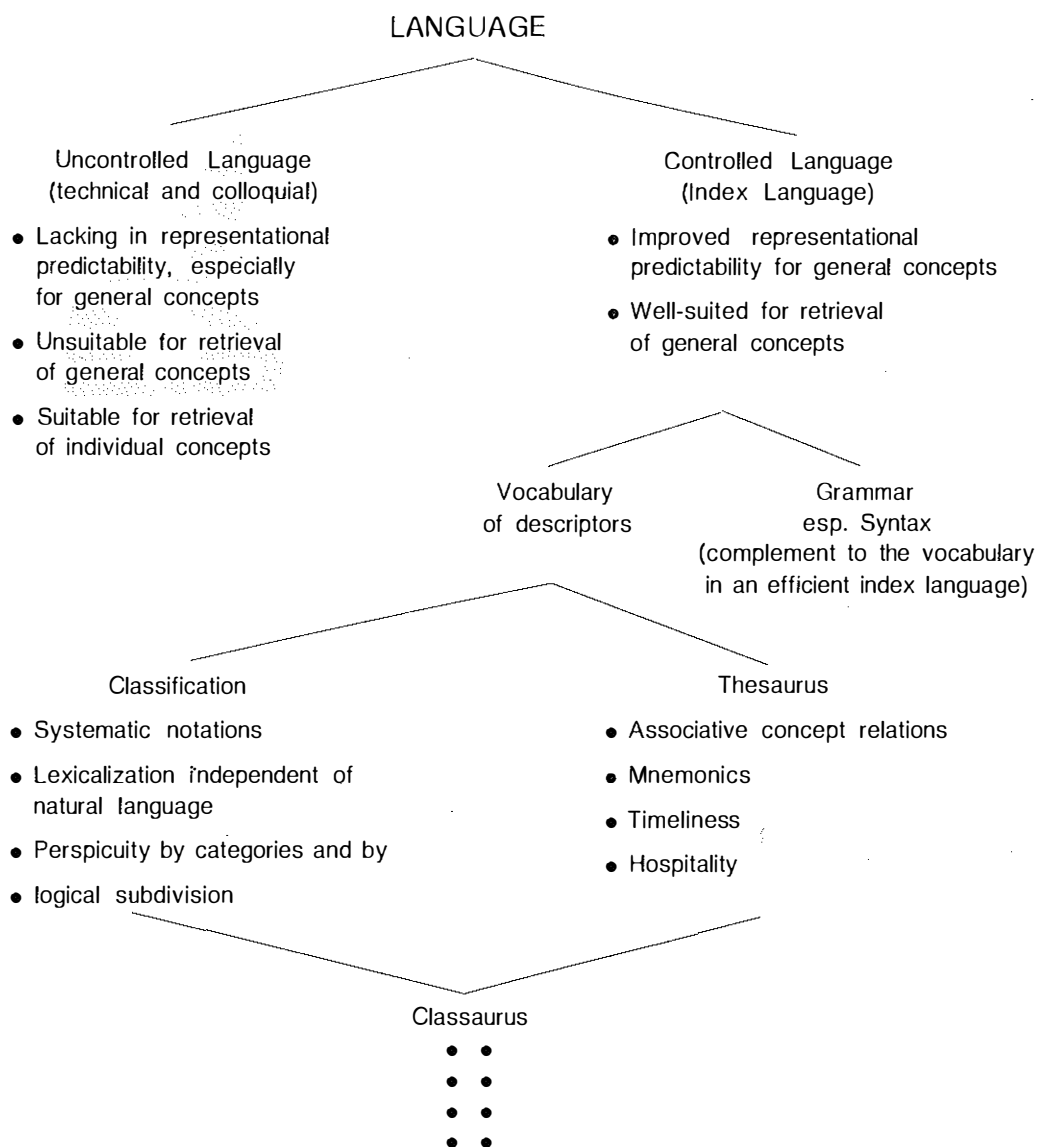 LANGUAGE
Uncontrolled Language
(technical and colloquial)
• Lacking in representational
predictability, especially
for general concepts
• Unsuitable for retrieval
of general concepts
• Suitable for retrieval
of individual concepts
Controlled Language
(Index Language)
• Improved representational
predictability for general concepts
• Well-suited for retrieval
of general concepts
Vocabulary
of descriptors
Grammar
esp. Syntax
(complement to the vocabulary
in an efficient index language)
Classification
• Systematic notations
• Lexicalization independent of
natural language
• Perspicuity by categories and by
• logical subdivision
Thesaurus
• Associative concept relations
• Mnemonics
• Timeliness
• Hospitality
Classaurus
• •
• •
• •
• •